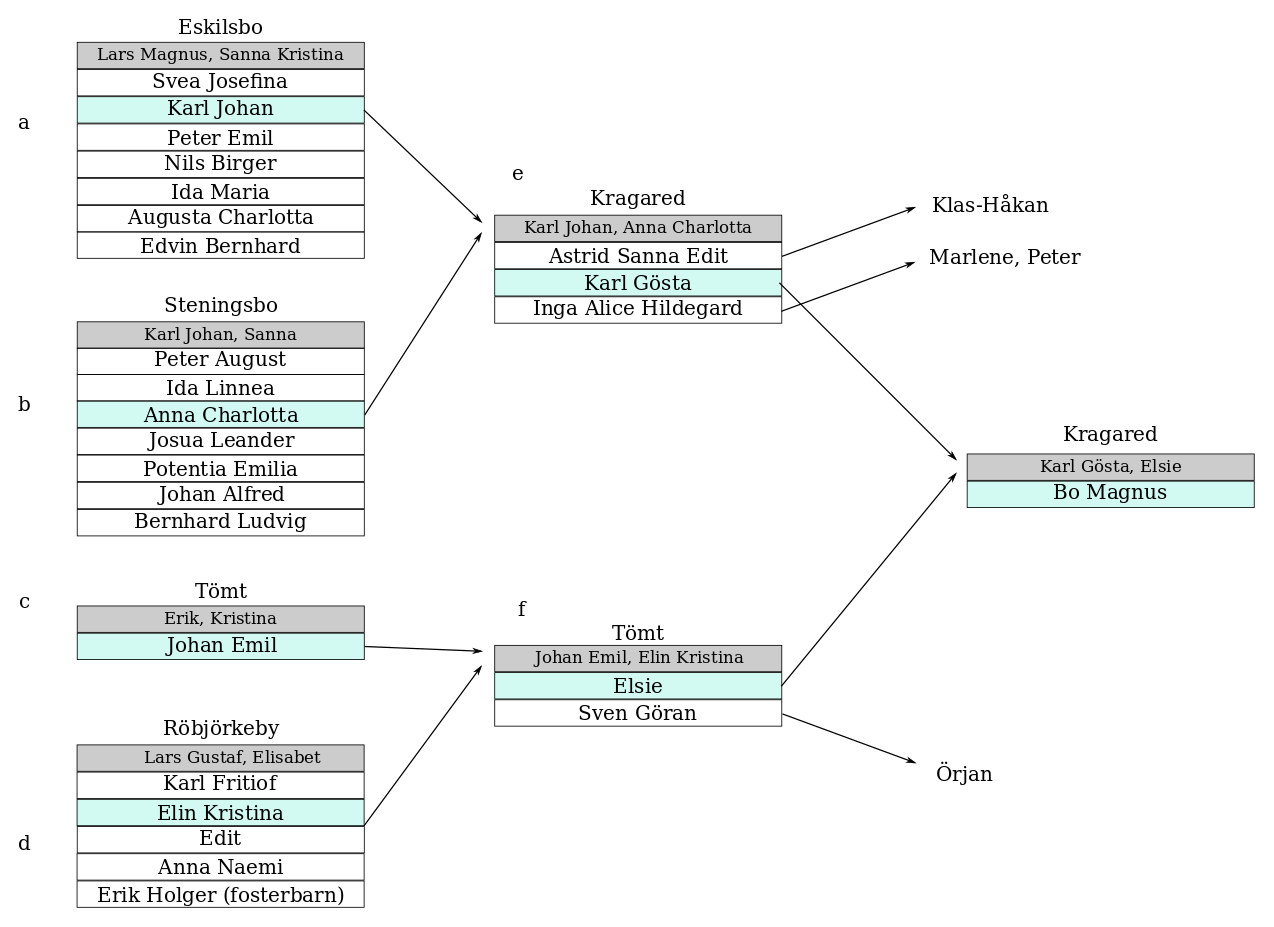 Eskilsbo
Lars Magnus, Sanna Kristina
Svea Josefina
a
Karl Johan
Peter Emil
Nils Birger
Ida Maria
Augusta Charlotta
Edvin Bernhard
Steningsbo
Karl Johan, Sanna
Peter August
Ida Linnea
b
Anna Charlotta
Josua Leander
Potentia Emilia
Johan Alfred
Bernhard Ludvig
c
Tömt
Erik, Kristina
Johan Emil
Röbjörkeby
Lars Gustaf, Elisabet
Karl Fritiof
Elin Kristina
d
Edit
Anna Naemi
Erik Holger (fosterbarn)
e
Kragared
Karl Johan, Anna Charlotta
Astrid Sanna Edit
Karl Gösta
Inga Alice Hildegard
f
Tömt
Johan Emil, Elin Kristina
Elsie
Sven Göran
Klas-Håkan
Marlene, Peter
Kragared
Karl Gösta, Elsie
Bo Magnus
Örjan